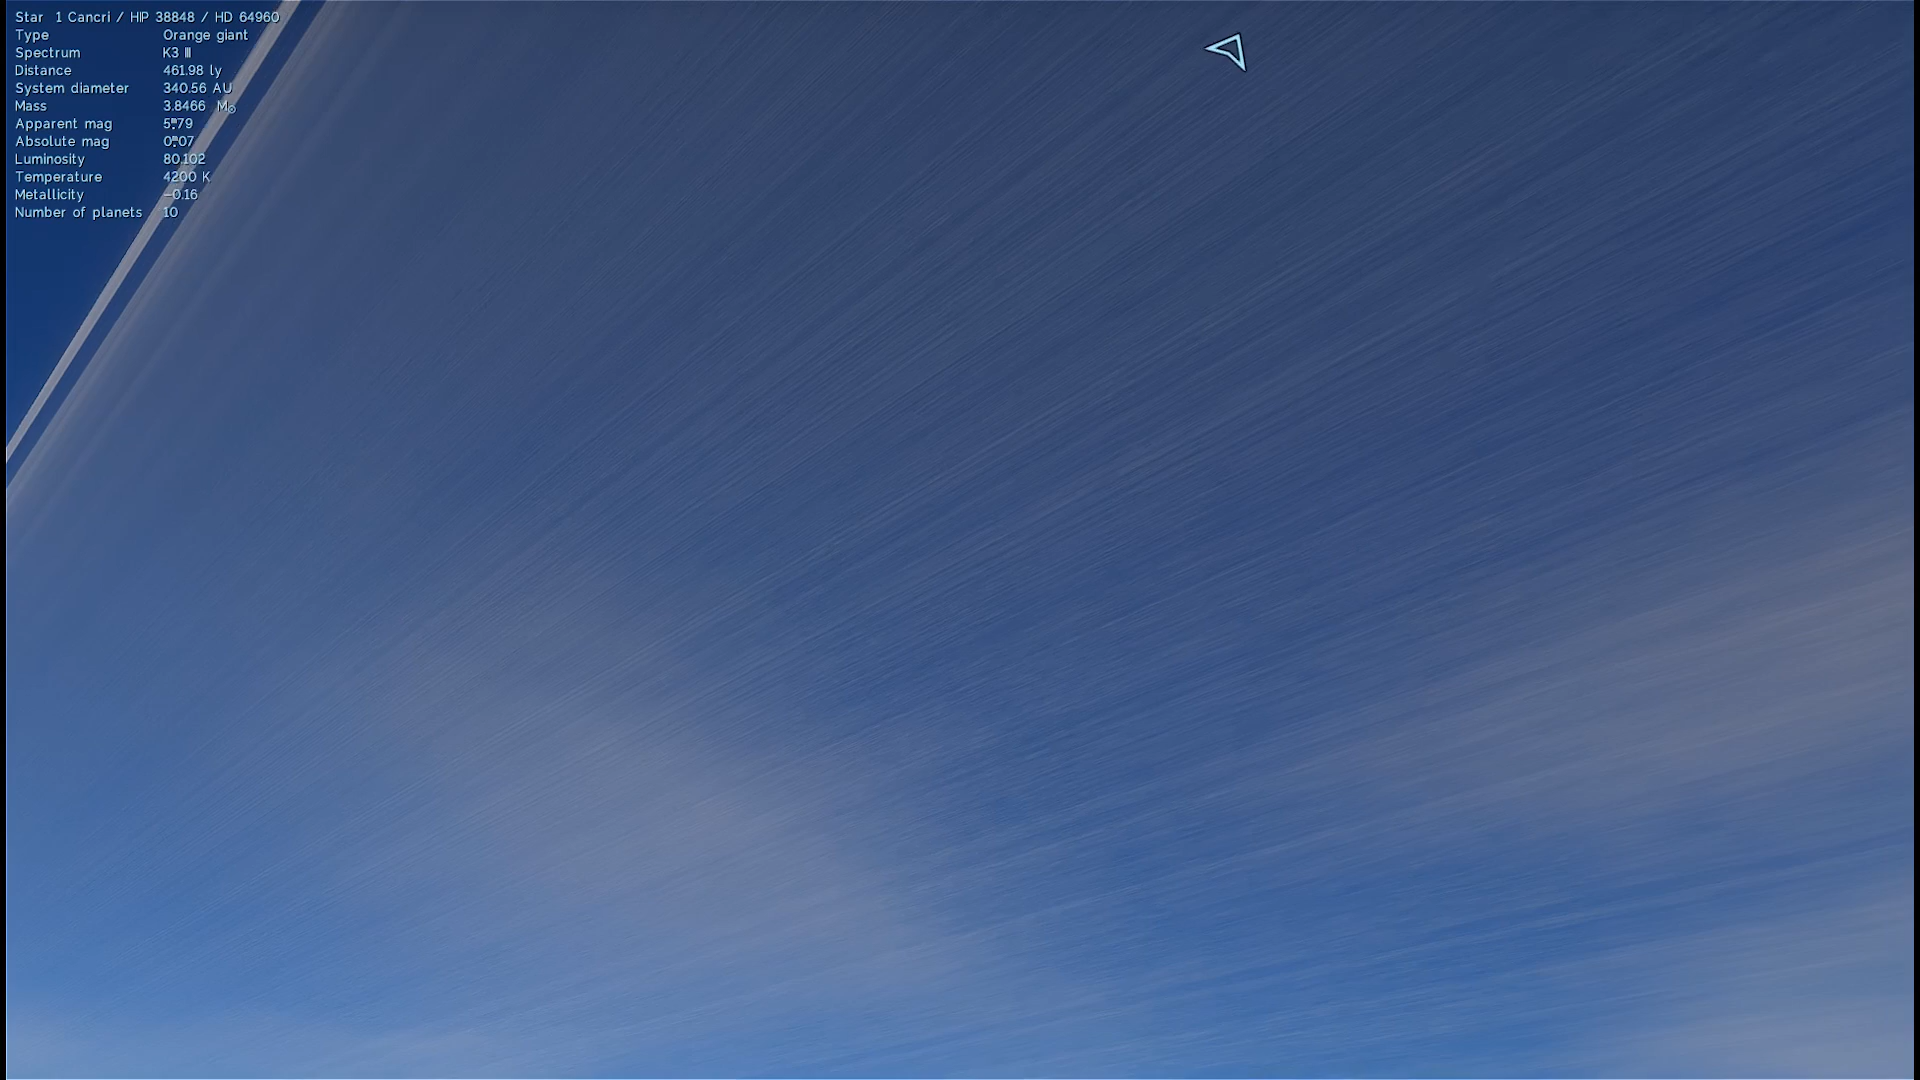 Star 1 Cancri / HIP 38848 / HD 64960
Type Orange giant
Spectrum K3 III
Distance 461.98 ly
System diameter 340.56 AU
Mass 3.8466 M☉
Apparent mag 5ᵐ.79
Absolute mag 0ᵐ.07
Luminosity 80.102
Temperature 4200 K
Metallicity -0.16
Number of planets 10